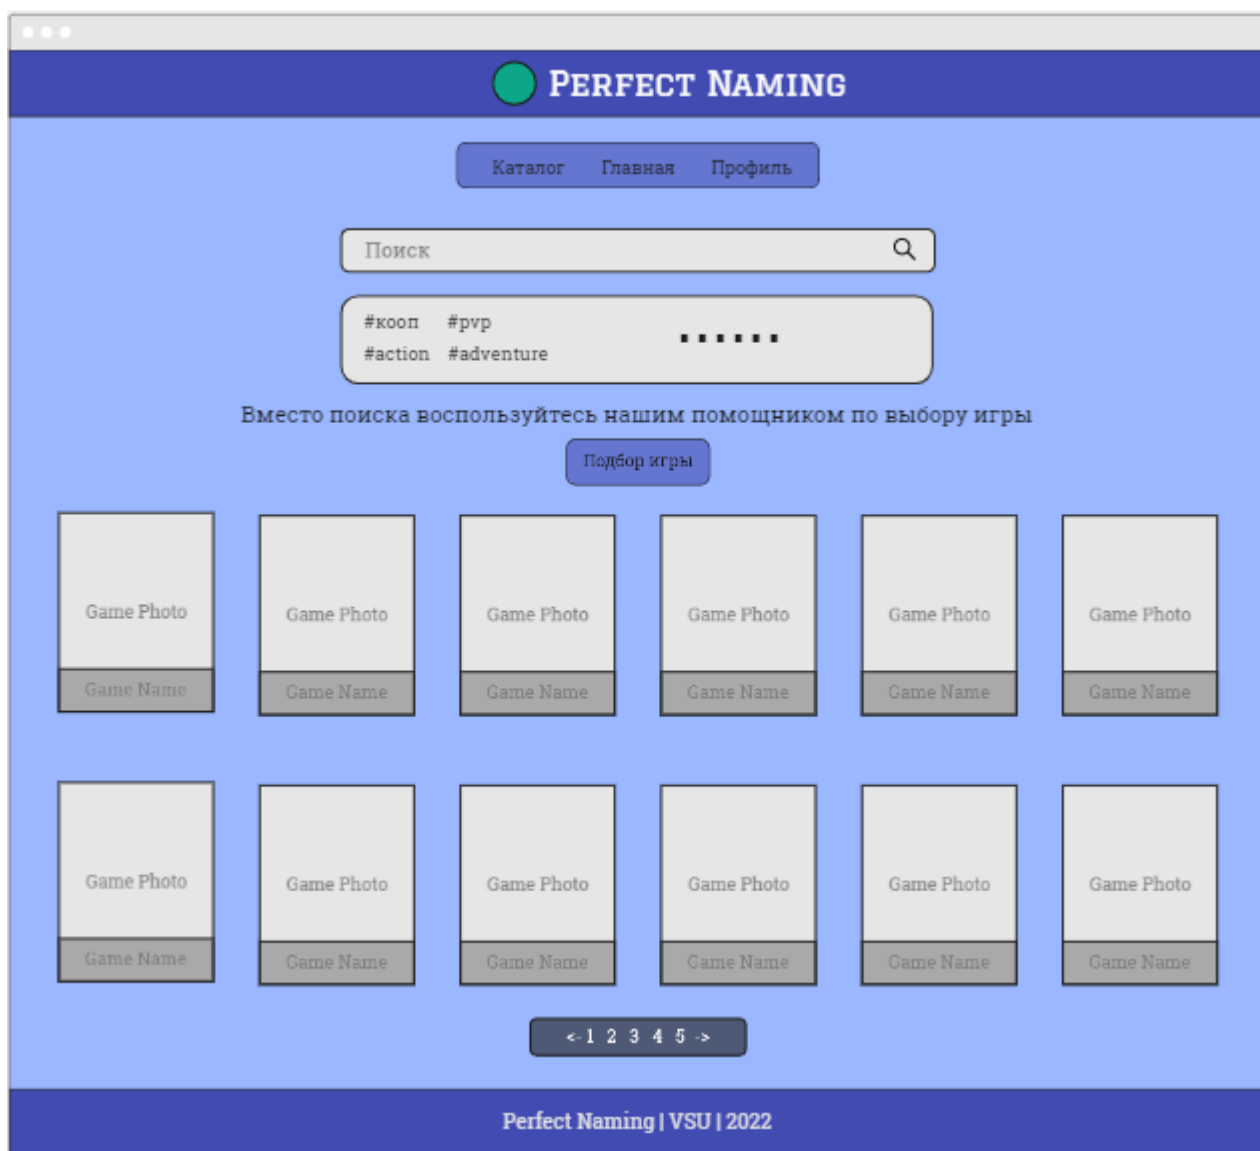 Perfect Naming
Каталог Главная Профиль
Поиск
#кооп #pvp
#action #adventure
......
Вместо поиска воспользуйтесь нашим помощником по выбору игры
Подбор игры
Game Photo Game Photo Game Photo Game Photo Game Photo Game Photo
Game Name Game Name Game Name Game Name Game Name Game Name
Game Photo Game Photo Game Photo Game Photo Game Photo Game Photo
Game Name Game Name Game Name Game Name Game Name Game Name
<- 1 2 3 4 5 ->
Perfect Naming | VSU | 2022